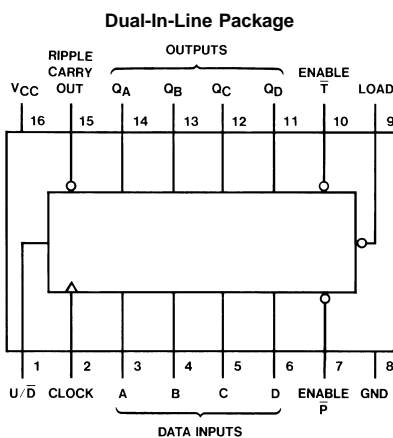 Dual-In-Line Package
OUTPUTS
RIPPLE
CARRY
OUT
ENABLE
T̅
VCC
QA
QB
QC
QD
LOAD
16 15 14 13 12 11 10 9
1 2 3 4 5 6 7 8
U/D̅ CLOCK A B C D ENABLE GND
P̅
DATA INPUTS